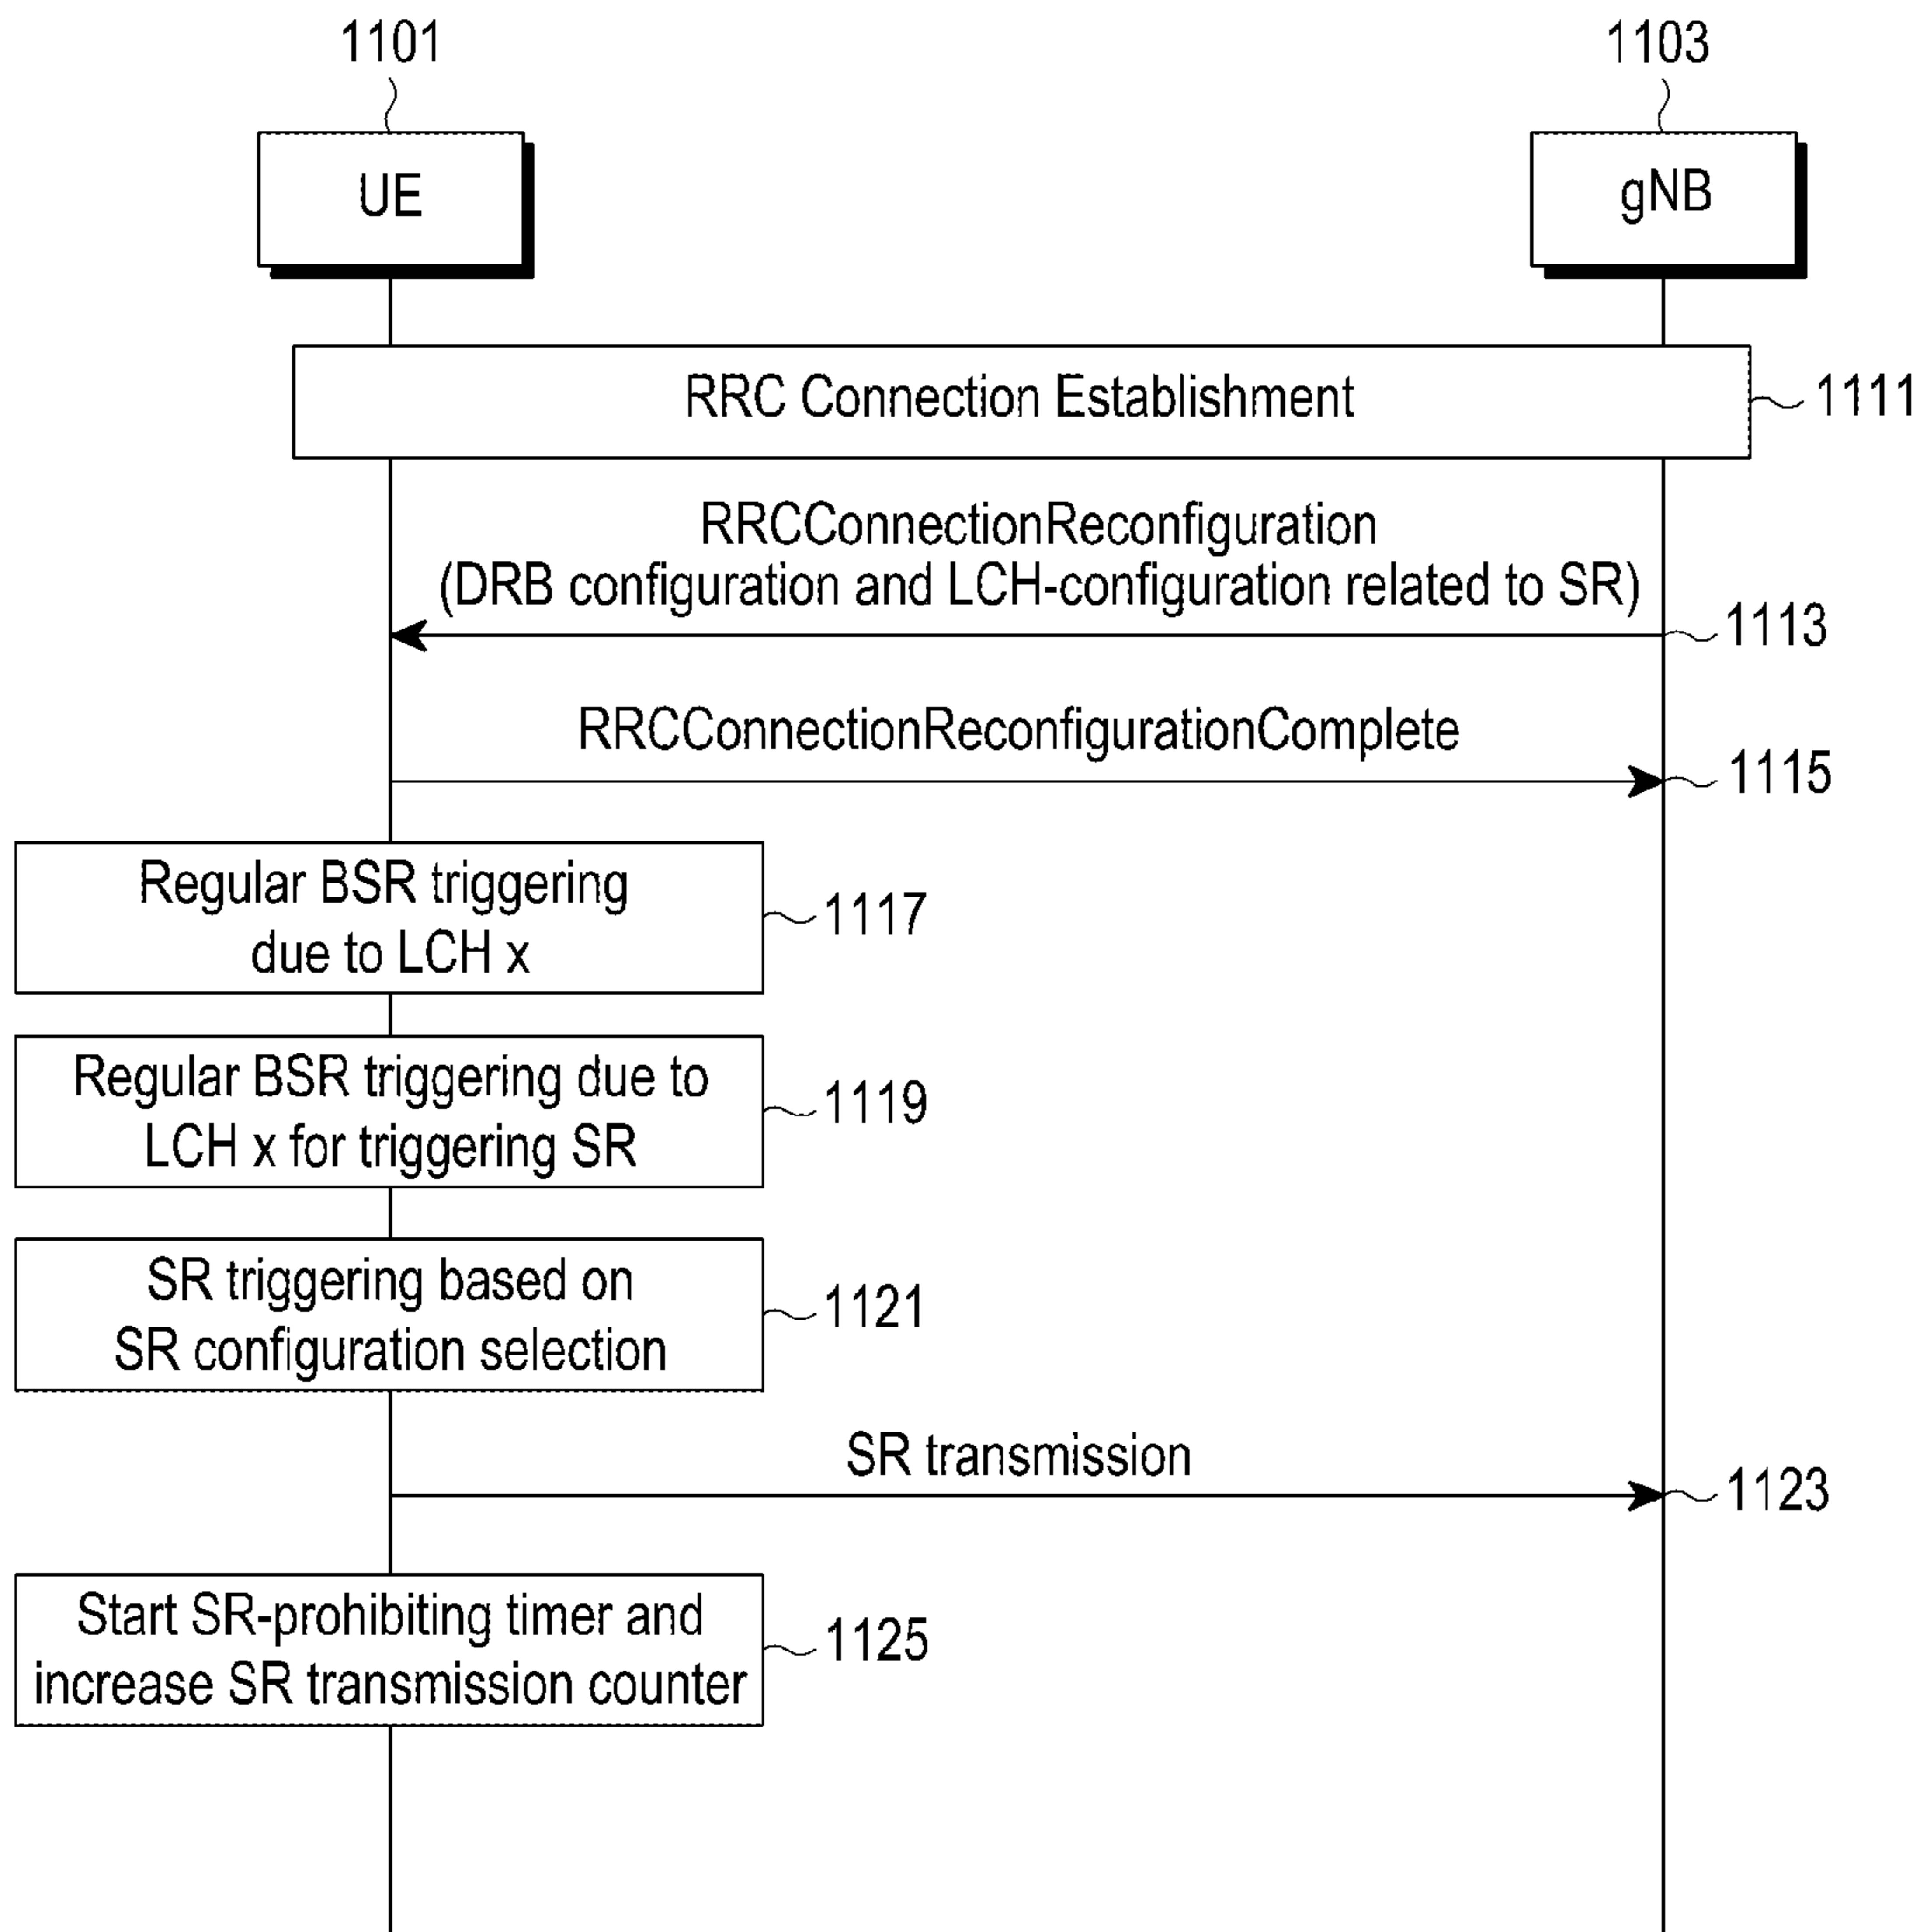 1101
1103
UE
gNB
RRC Connection Establishment
1111
RRCConnectionReconfiguration
(DRB configuration and LCH-configuration related to SR)
1113
RRCConnectionReconfigurationComplete
1115
Regular BSR triggering
due to LCH x
1117
Regular BSR triggering due to
LCH x for triggering SR
1119
SR triggering based on
SR configuration selection
1121
SR transmission
1123
Start SR-prohibiting timer and
increase SR transmission counter
1125